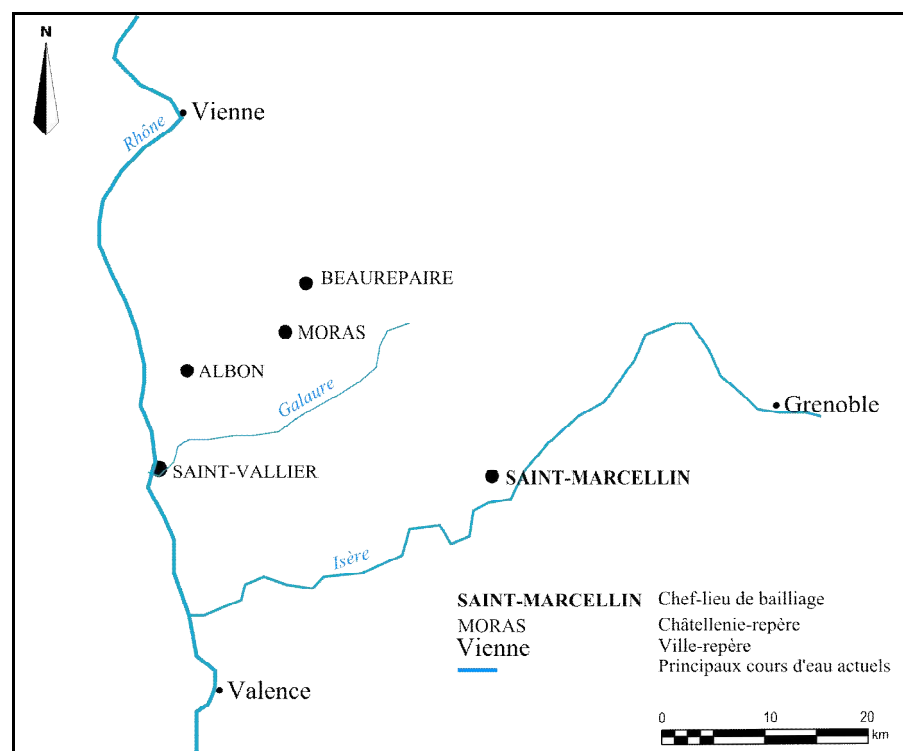 N
Vienne
Rhône
BEAUREPAIRE
MORAS
ALBON
Galaure
Grenoble
SAINT-VALLIER
SAINT-MARCELLIN
Isère
SAINT-MARCELLIN Chef-lieu de bailliage
MORAS Châtellenie-repère
Vienne Ville-repère
Principaux cours d'eau actuels
Valence
0 10 20
km